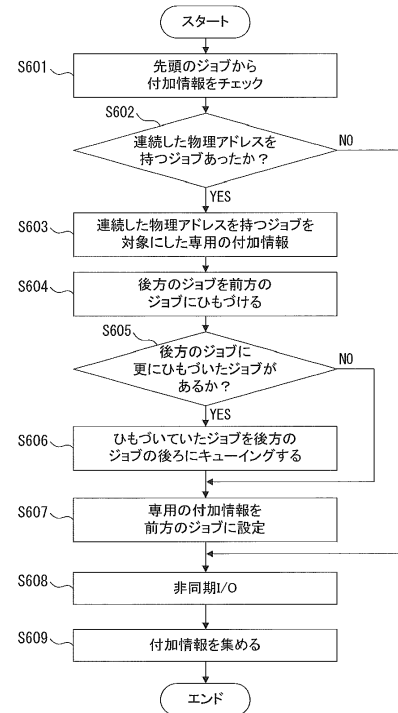 スタート
S601
先頭のジョブから
付加情報をチェック
S602
連続した物理アドレスを
持つジョブあったか？
NO
YES
S603
連続した物理アドレスを持つジョブを
対象にした専用の付加情報
S604
後方のジョブを前方の
ジョブにひもづける
S605
後方のジョブに
更にひもづいたジョブが
あるか？
NO
YES
S606
ひもづいていたジョブを後方の
ジョブの後ろにキューイングする
S607
専用の付加情報を
前方のジョブに設定
S608
非同期I/O
S609
付加情報を集める
エンド